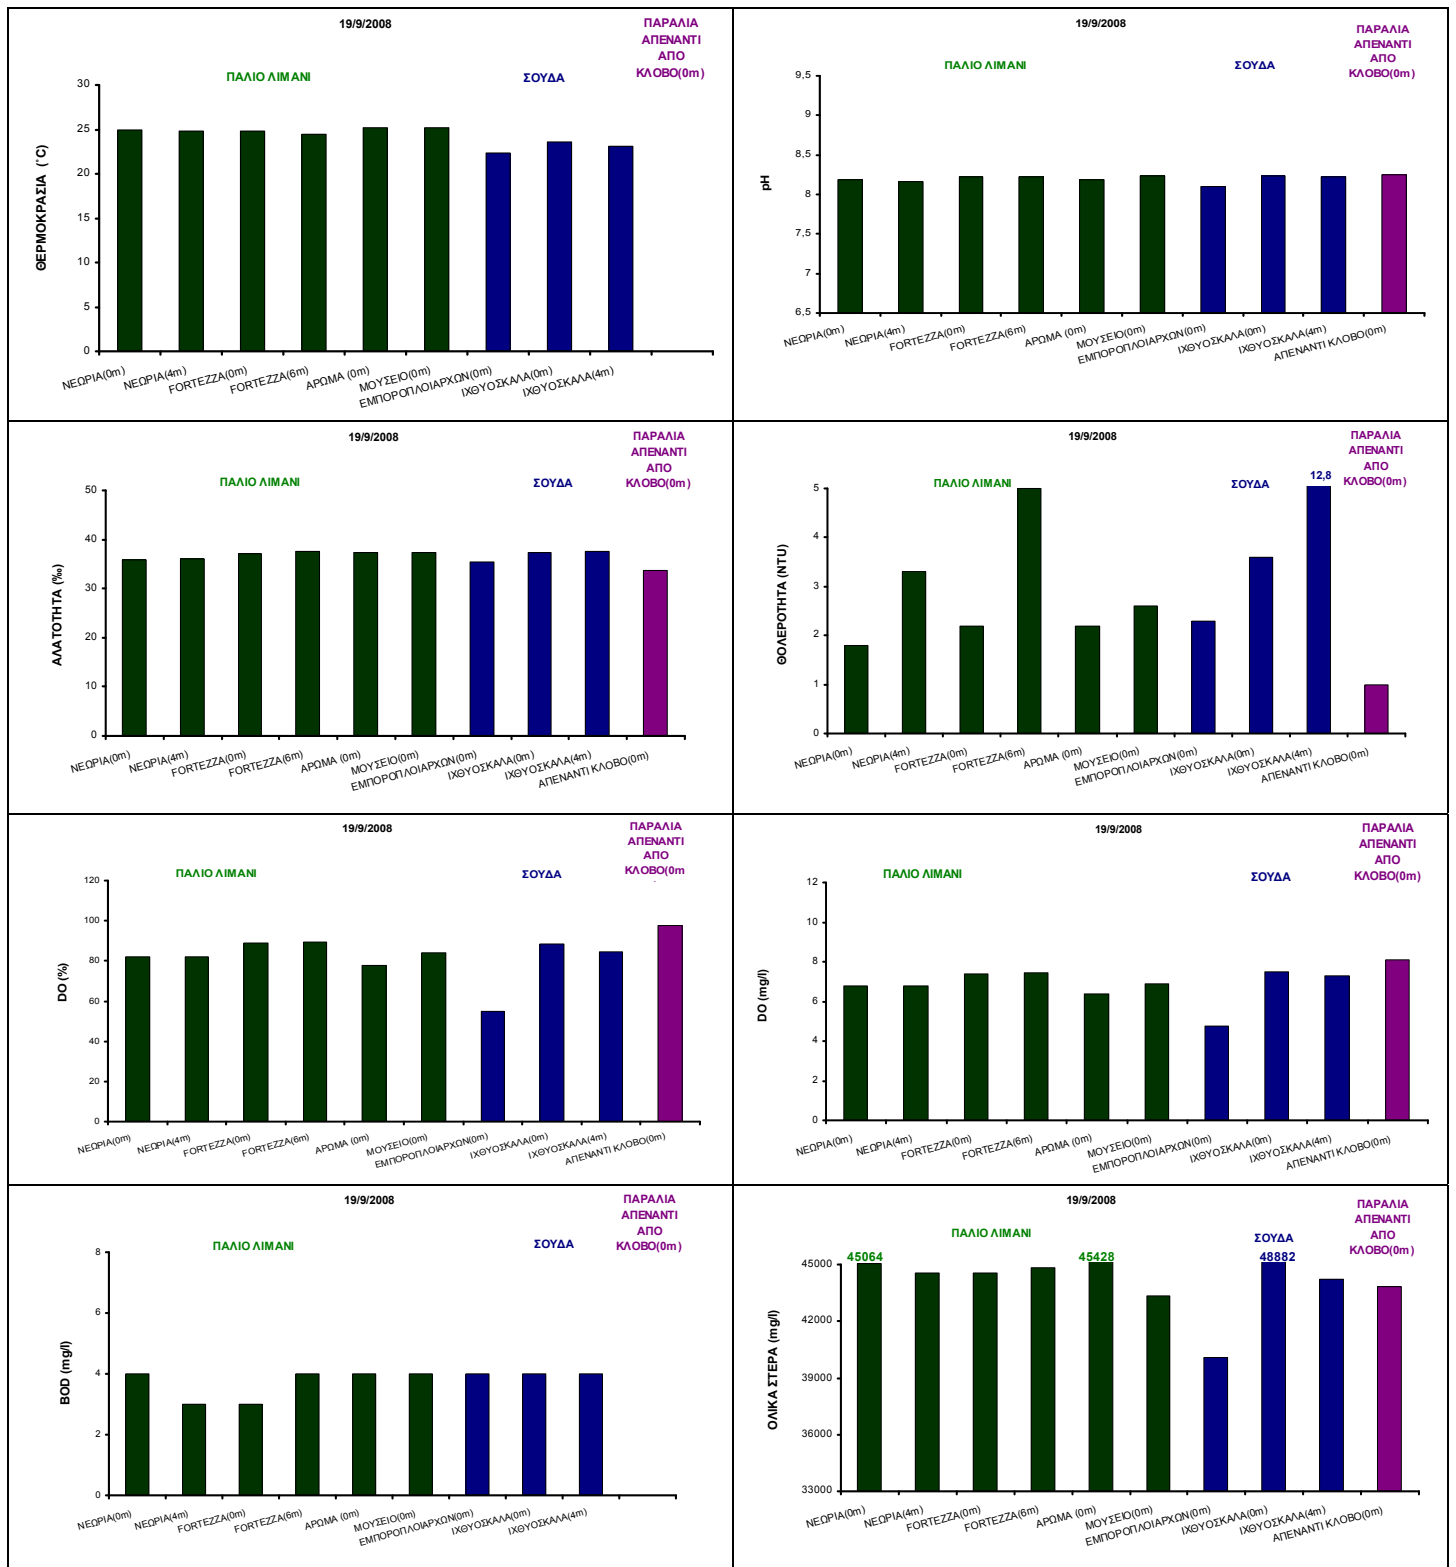 19/9/2008
ΠΑΡΑΛΙΑ
ΑΠΕΝΑΝΤΙ
ΑΠΟ
ΚΛΟΒΟ(0m)
ΠΑΛΙΟ ΛΙΜΑΝΙ
ΣΟΥΔΑ
ΘΕΡΜΟΚΡΑΣΙΑ (˚C)
30
25
20
15
10
5
0
ΝΕΩΡΙΑ(0m)
ΝΕΩΡΙΑ(4m)
FORTEZZA(0m)
FORTEZZA(6m)
ΑΡΩΜΑ (0m)
ΜΟΥΣΕΙΟ(0m)
ΕΜΠΟΡΟΠΛΟΙΑΡΧΩΝ(0m)
ΙΧΘΥΟΣΚΑΛΑ(0m)
ΙΧΘΥΟΣΚΑΛΑ(4m)
19/9/2008
ΠΑΡΑΛΙΑ
ΑΠΕΝΑΝΤΙ
ΑΠΟ
ΚΛΟΒΟ(0m)
ΠΑΛΙΟ ΛΙΜΑΝΙ
ΣΟΥΔΑ
pH
9,5
9
8,5
8
7,5
7
6,5
ΝΕΩΡΙΑ(0m)
ΝΕΩΡΙΑ(4m)
FORTEZZA(0m)
FORTEZZA(6m)
ΑΡΩΜΑ (0m)
ΜΟΥΣΕΙΟ(0m)
ΕΜΠΟΡΟΠΛΟΙΑΡΧΩΝ(0m)
ΙΧΘΥΟΣΚΑΛΑ(0m)
ΙΧΘΥΟΣΚΑΛΑ(4m)
ΑΠΕΝΑΝΤΙ ΚΛΟΒΟ(0m)
19/9/2008
ΠΑΡΑΛΙΑ
ΑΠΕΝΑΝΤΙ
ΑΠΟ
ΚΛΟΒΟ(0m)
ΠΑΛΙΟ ΛΙΜΑΝΙ
ΣΟΥΔΑ
ΑΛΑΤΟΤΗΤΑ (‰)
50
40
30
20
10
0
ΝΕΩΡΙΑ(0m)
ΝΕΩΡΙΑ(4m)
FORTEZZA(0m)
FORTEZZA(6m)
ΑΡΩΜΑ (0m)
ΜΟΥΣΕΙΟ(0m)
ΕΜΠΟΡΟΠΛΟΙΑΡΧΩΝ(0m)
ΙΧΘΥΟΣΚΑΛΑ(0m)
ΙΧΘΥΟΣΚΑΛΑ(4m)
ΑΠΕΝΑΝΤΙ ΚΛΟΒΟ(0m)
19/9/2008
ΠΑΡΑΛΙΑ
ΑΠΕΝΑΝΤΙ
ΑΠΟ
ΚΛΟΒΟ(0m)
ΠΑΛΙΟ ΛΙΜΑΝΙ
ΣΟΥΔΑ
12,8
ΘΟΛΕΡΟΤΗΤΑ (NTU)
5
4
3
2
1
0
ΝΕΩΡΙΑ(0m)
ΝΕΩΡΙΑ(4m)
FORTEZZA(0m)
FORTEZZA(6m)
ΑΡΩΜΑ (0m)
ΜΟΥΣΕΙΟ(0m)
ΕΜΠΟΡΟΠΛΟΙΑΡΧΩΝ(0m)
ΙΧΘΥΟΣΚΑΛΑ(0m)
ΙΧΘΥΟΣΚΑΛΑ(4m)
ΑΠΕΝΑΝΤΙ ΚΛΟΒΟ(0m)
19/9/2008
ΠΑΡΑΛΙΑ
ΑΠΕΝΑΝΤΙ
ΑΠΟ
ΚΛΟΒΟ(0m
ΠΑΛΙΟ ΛΙΜΑΝΙ
ΣΟΥΔΑ
DO (%)
120
100
80
60
40
20
0
ΝΕΩΡΙΑ(0m)
ΝΕΩΡΙΑ(4m)
FORTEZZA(0m)
FORTEZZA(6m)
ΑΡΩΜΑ (0m)
ΜΟΥΣΕΙΟ(0m)
ΕΜΠΟΡΟΠΛΟΙΑΡΧΩΝ(0m)
ΙΧΘΥΟΣΚΑΛΑ(0m)
ΙΧΘΥΟΣΚΑΛΑ(4m)
ΑΠΕΝΑΝΤΙ ΚΛΟΒΟ(0m)
19/9/2008
ΠΑΡΑΛΙΑ
ΑΠΕΝΑΝΤΙ
ΑΠΟ
ΚΛΟΒΟ(0m)
ΠΑΛΙΟ ΛΙΜΑΝΙ
ΣΟΥΔΑ
DO (mg/l)
12
10
8
6
4
2
0
ΝΕΩΡΙΑ(0m)
ΝΕΩΡΙΑ(4m)
FORTEZZA(0m)
FORTEZZA(6m)
ΑΡΩΜΑ (0m)
ΜΟΥΣΕΙΟ(0m)
ΕΜΠΟΡΟΠΛΟΙΑΡΧΩΝ(0m)
ΙΧΘΥΟΣΚΑΛΑ(0m)
ΙΧΘΥΟΣΚΑΛΑ(4m)
ΑΠΕΝΑΝΤΙ ΚΛΟΒΟ(0m)
19/9/2008
ΠΑΡΑΛΙΑ
ΑΠΕΝΑΝΤΙ
ΑΠΟ
ΚΛΟΒΟ(0m)
ΠΑΛΙΟ ΛΙΜΑΝΙ
ΣΟΥΔΑ
BOD (mg/l)
8
6
4
2
0
ΝΕΩΡΙΑ(0m)
ΝΕΩΡΙΑ(4m)
FORTEZZA(0m)
FORTEZZA(6m)
ΑΡΩΜΑ (0m)
ΜΟΥΣΕΙΟ(0m)
ΕΜΠΟΡΟΠΛΟΙΑΡΧΩΝ(0m)
ΙΧΘΥΟΣΚΑΛΑ(0m)
ΙΧΘΥΟΣΚΑΛΑ(4m)
19/9/2008
ΠΑΡΑΛΙΑ
ΑΠΕΝΑΝΤΙ
ΑΠΟ
ΚΛΟΒΟ(0m)
ΠΑΛΙΟ ΛΙΜΑΝΙ
ΣΟΥΔΑ
45064
45428
48882
ΟΛΙΚΑ ΣΤΕΡΑ (mg/l)
45000
42000
39000
36000
33000
ΝΕΩΡΙΑ(0m)
ΝΕΩΡΙΑ(4m)
FORTEZZA(0m)
FORTEZZA(6m)
ΑΡΩΜΑ (0m)
ΜΟΥΣΕΙΟ(0m)
ΕΜΠΟΡΟΠΛΟΙΑΡΧΩΝ(0m)
ΙΧΘΥΟΣΚΑΛΑ(0m)
ΙΧΘΥΟΣΚΑΛΑ(4m)
ΑΠΕΝΑΝΤΙ ΚΛΟΒΟ(0m)